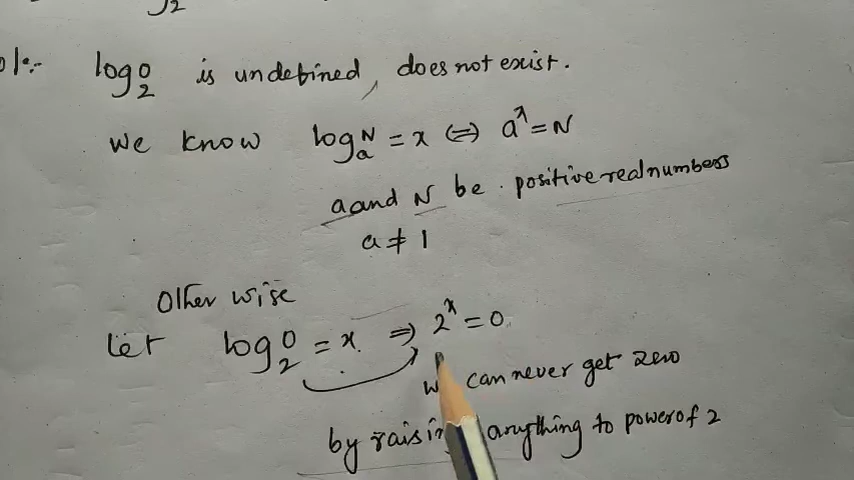 log₂⁰ is undefined, does not exist.
We know logₐᴺ = x ⇔ aˣ = N
a and N be positive real numbers
a ≠ 1
Other wise
Let log₂⁰ = x ⇒ 2ˣ = 0
can never get zero
by raising anything to power of 2